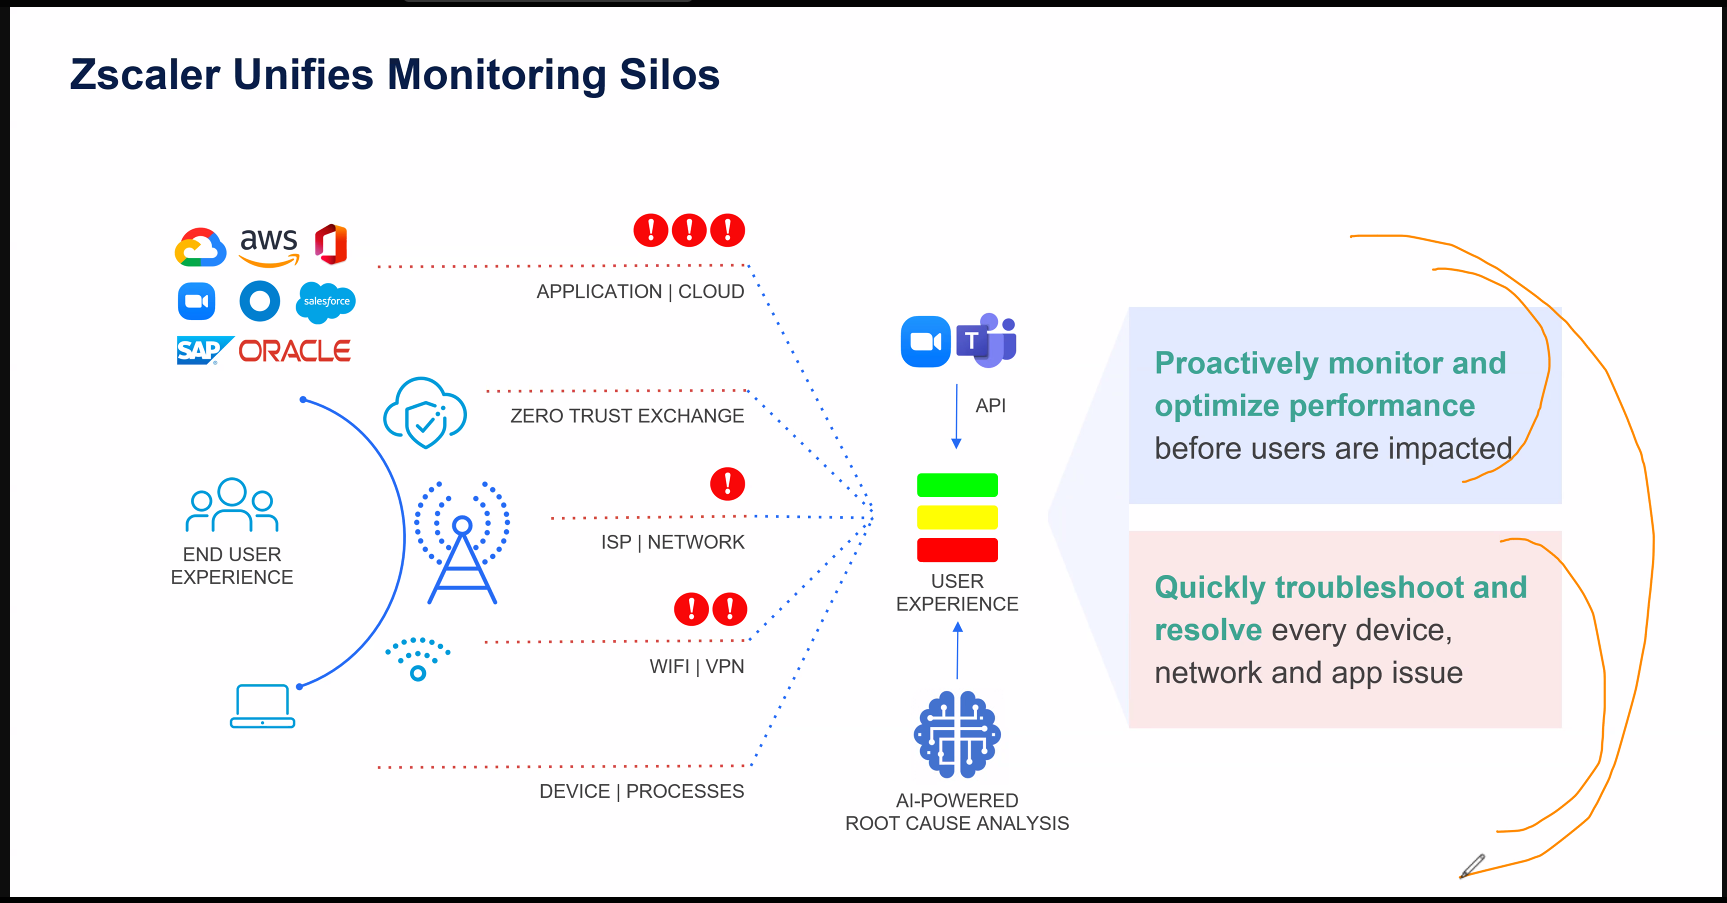 Zscaler Unifies Monitoring Silos
aws
salesforce
SAP
ORACLE
APPLICATION | CLOUD
ZERO TRUST EXCHANGE
ISP | NETWORK
WIFI | VPN
DEVICE | PROCESSES
END USER
EXPERIENCE
T
API
USER
EXPERIENCE
AI-POWERED
ROOT CAUSE ANALYSIS
Proactively monitor and
optimize performance
before users are impacted
Quickly troubleshoot and
resolve every device,
network and app issue